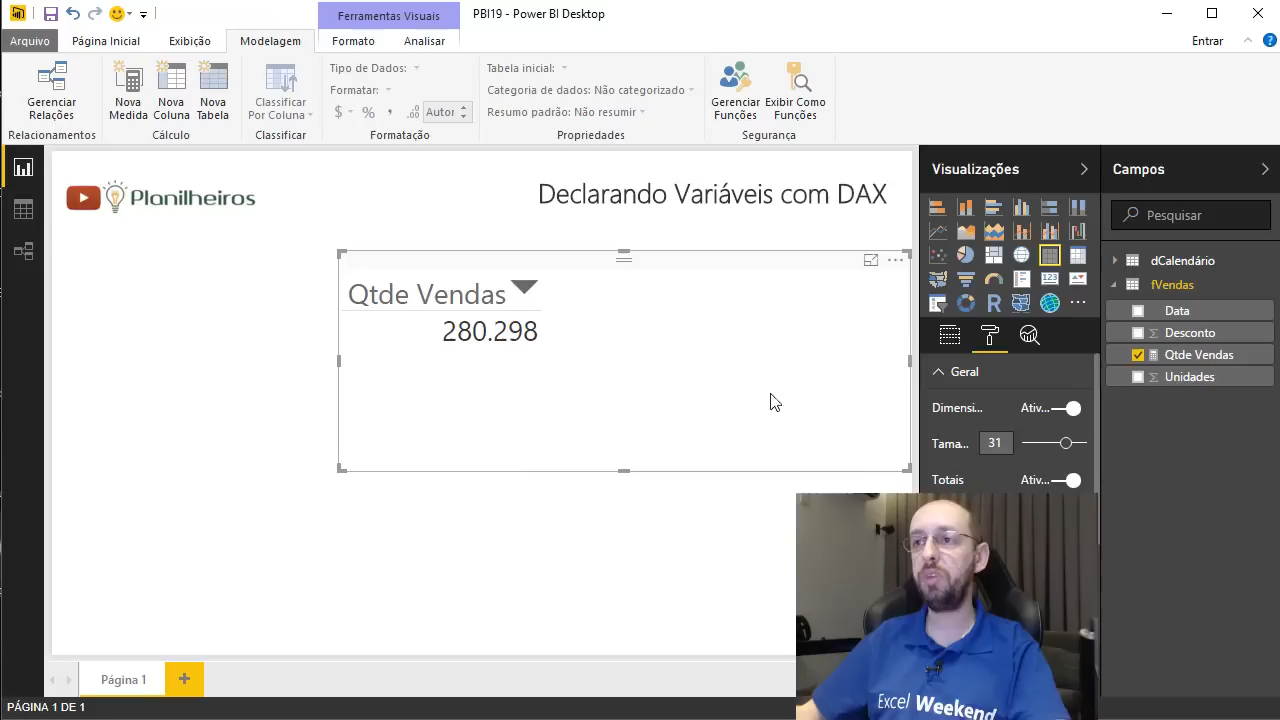 Ferramentas Visuais
PBI19 - Power BI Desktop
Arquivo
Página Inicial
Exibição
Modelagem
Formato
Analisar
Entrar
Gerenciar
Relações
Relacionamentos
Nova
Medida
Nova
Coluna
Nova
Tabela
Cálculo
Classificar
Por Coluna
Classificar
Tipo de Dados:
Formatar:
$ % , .00 Autor
Formatação
Tabela inicial:
Categoria de dados: Não categorizado
Resumo padrão: Não resumir
Propriedades
Gerenciar
Funções
Exibir Como
Funções
Segurança
Planilheiros
Declarando Variáveis com DAX
Qtde Vendas
280.298
Visualizações
R
123
Geral
Dimensi... Ativ...
Tama... 31
Totais Ativ...
Campos
Pesquisar
dCalendário
fVendas
Data
Σ Desconto
Qtde Vendas
Σ Unidades
Excel Weekend
Página 1
PÁGINA 1 DE 1